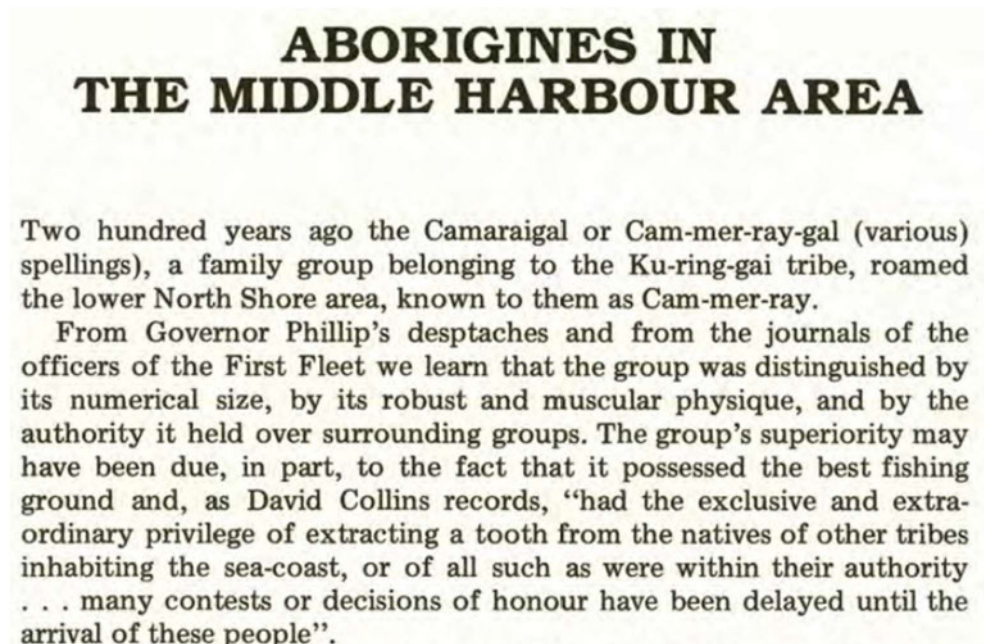 ABORIGINES IN
THE MIDDLE HARBOUR AREA
Two hundred years ago the Camaraigal or Cam-mer-ray-gal (various)
spellings), a family group belonging to the Ku-ring-gai tribe, roamed
the lower North Shore area, known to them as Cam-mer-ray.
From Governor Phillip's desptaches and from the journals of the
officers of the First Fleet we learn that the group was distinguished by
its numerical size, by its robust and muscular physique, and by the
authority it held over surrounding groups. The group's superiority may
have been due, in part, to the fact that it possessed the best fishing
ground and, as David Collins records, “had the exclusive and extra-
ordinary privilege of extracting a tooth from the natives of other tribes
inhabiting the sea-coast, or of all such as were within their authority
. . . many contests or decisions of honour have been delayed until the
arrival of these people”.